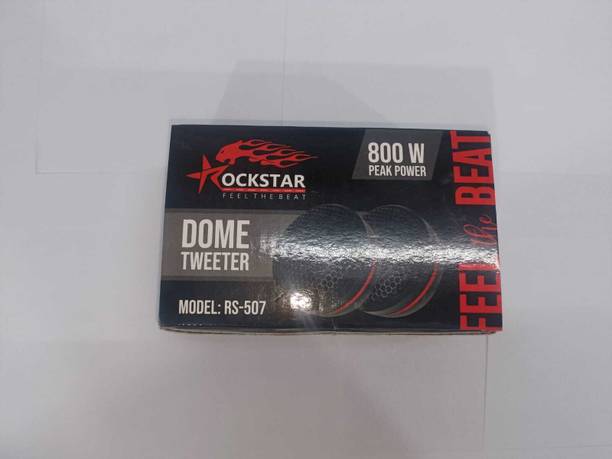 ROCKSTAR
FEEL THE BEAT
800 W
PEAK POWER
DOME
TWEETER
MODEL: RS-507
FEEL the BEAT